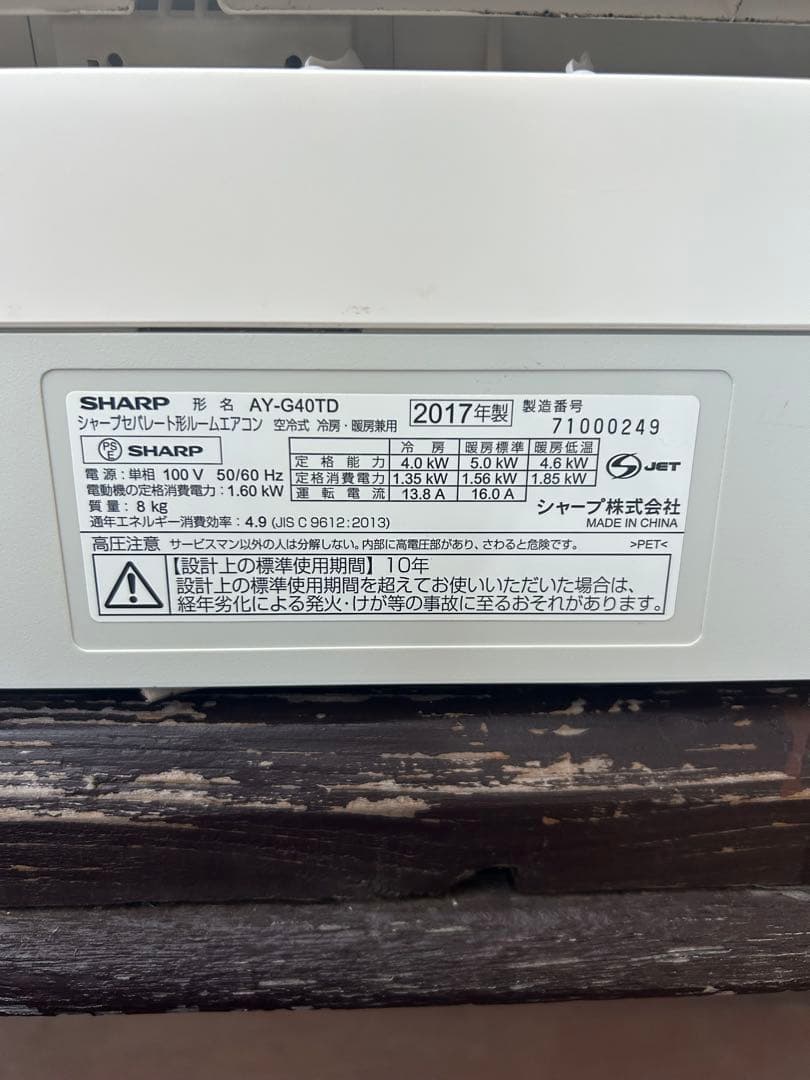 SHARP 形名 AY-G40TD 2017年製 製造番号 71000249
シャープセパレート形ルームエアコン 空冷式 冷房・暖房兼用
PSE SHARP
冷房 暖房標準 暖房低温
定格能力 4.0 kW 5.0 kW 4.6 kW
定格消費電力 1.35 kW 1.56 kW 1.85 kW
運転電流 13.8 A 16.0 A
JET
電源:単相 100 V 50/60 Hz
電動機の定格消費電力:1.60 kW
質量:8 kg
通年エネルギー消費効率:4.9 (JIS C 9612:2013)
シャープ株式会社
MADE IN CHINA
高圧注意 サービスマン以外の人は分解しない。内部に高電圧部があり、さわると危険です。 >PET<
【設計上の標準使用期間】10年
設計上の標準使用期間を超えてお使いいただいた場合は、
経年劣化による発火・けが等の事故に至るおそれがあります。